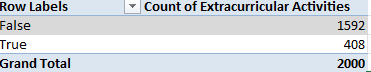 Row Labels Count of Extracurricular Activities
False 1592
True 408
Grand Total 2000